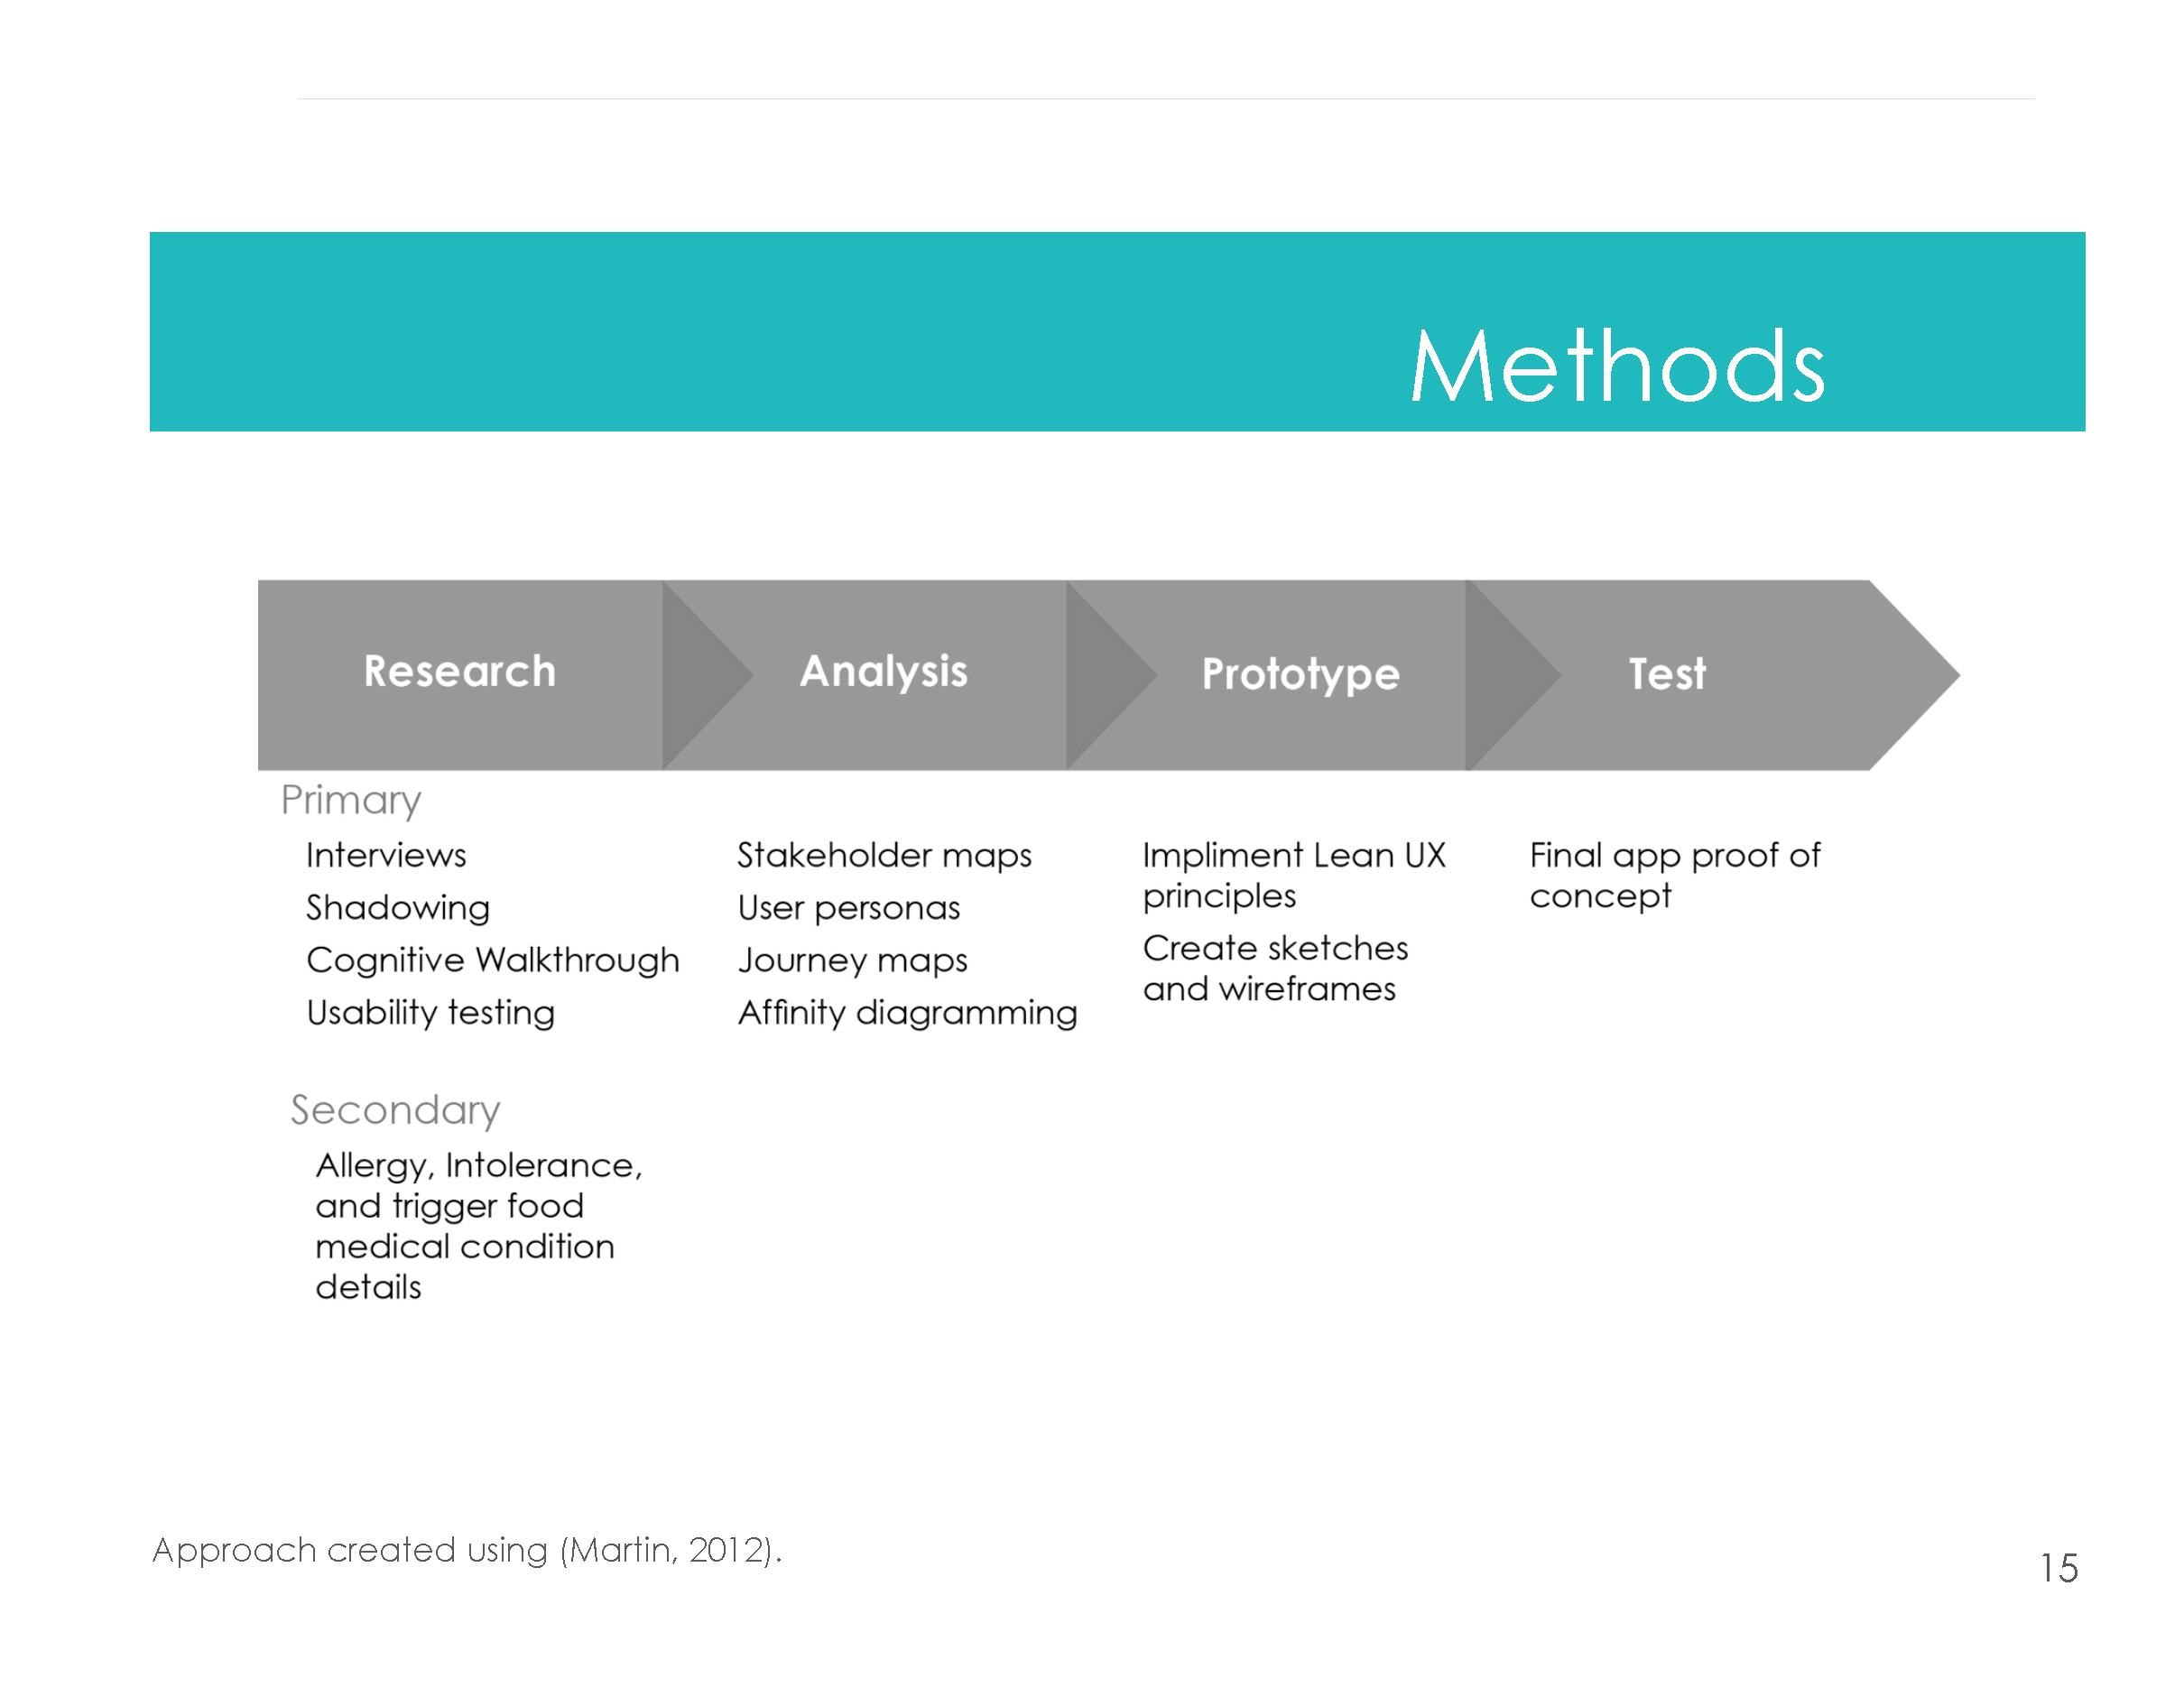 Methods
Research
Analysis
Prototype
Test
Primary
Interviews
Shadowing
Cognitive Walkthrough
Usability testing
Secondary
Allergy, Intolerance,
and trigger food
medical condition
details
Stakeholder maps
User personas
Journey maps
Affinity diagramming
Impliment Lean UX
principles
Create sketches
and wireframes
Final app proof of
concept
Approach created using (Martin, 2012).
15